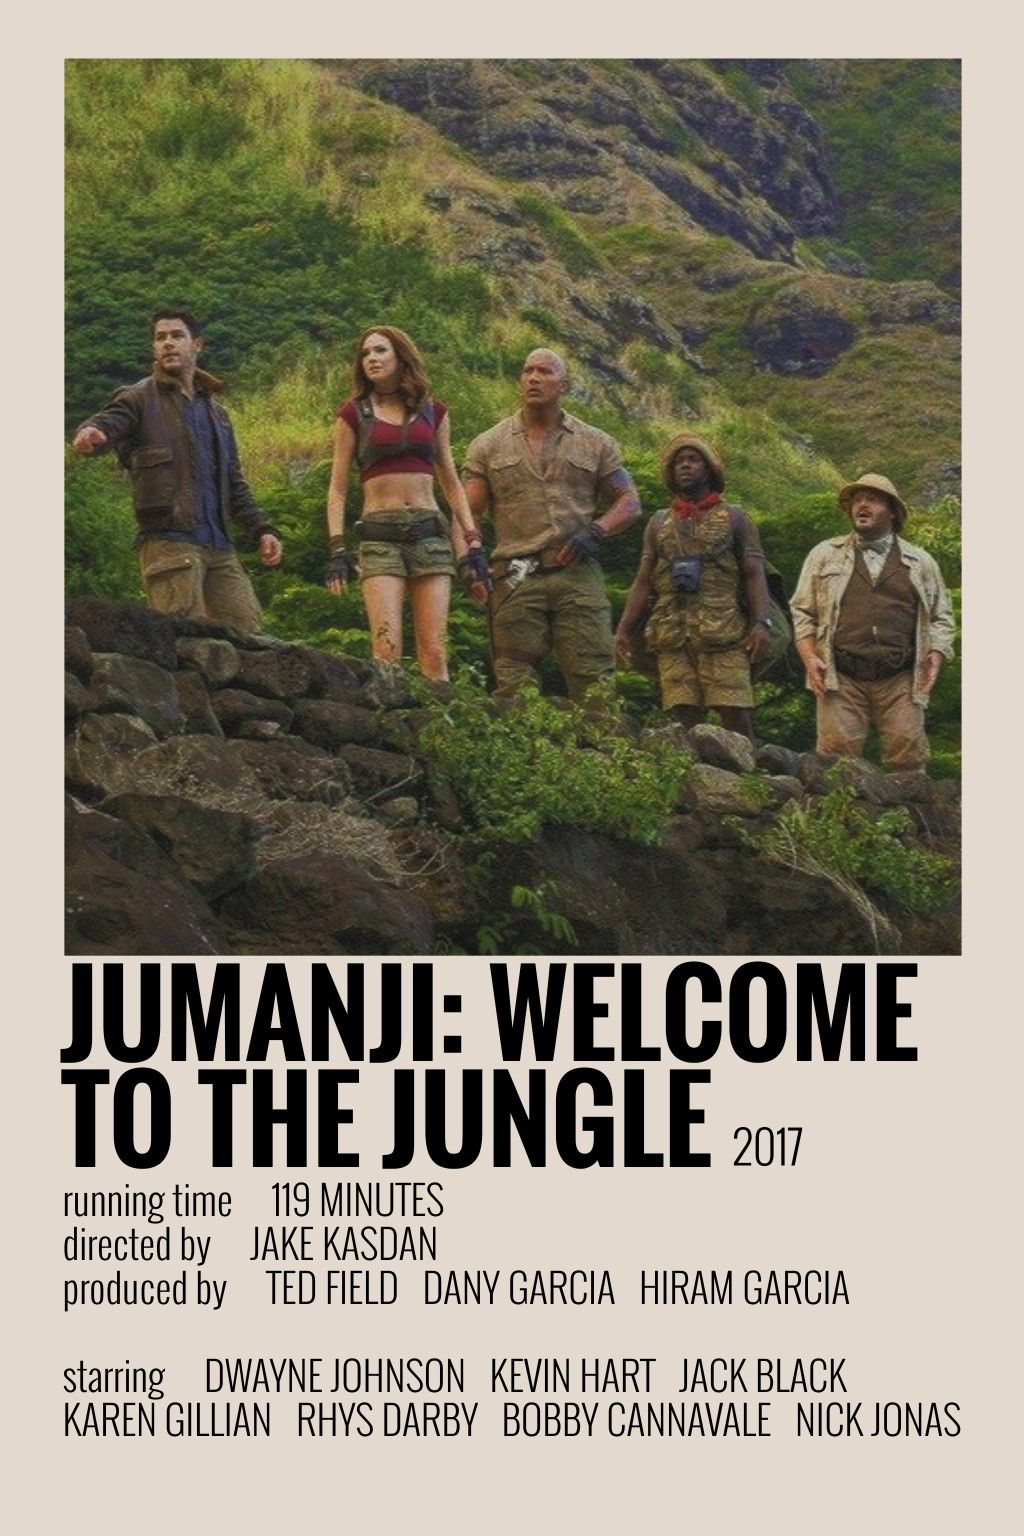 JUMANJI: WELCOME
TO THE JUNGLE 2017
running time 119 MINUTES
directed by JAKE KASDAN
produced by TED FIELD DANY GARCIA HIRAM GARCIA
starring DWAYNE JOHNSON KEVIN HART JACK BLACK
KAREN GILLIAN RHYS DARBY BOBBY CANNAVALE NICK JONAS